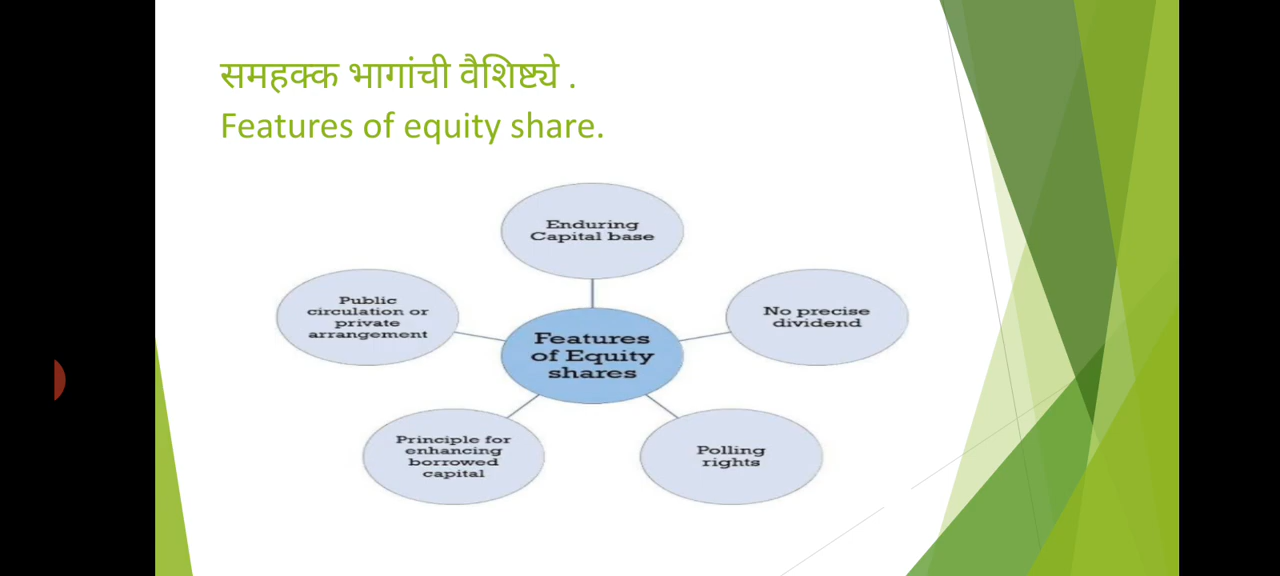 समहक्क भागांची वैशिष्ट्ये .
Features of equity share.
Enduring
Capital base
Public
circulation or
private
arrangement
No precise
dividend
Features
of Equity
shares
Principle for
enhancing
borrowed
capital
Polling
rights